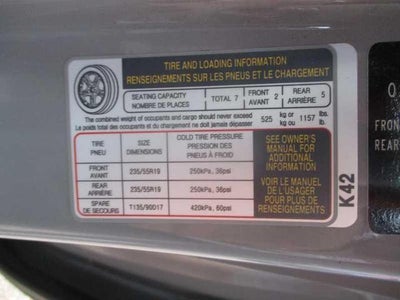 TIRE AND LOADING INFORMATION
RENSEIGNEMENTS SUR LES PNEUS ET LE CHARGEMENT
SEATING CAPACITY
NOMBRE DE PLACES
TOTAL 7
FRONT
AVANT 2
REAR
ARRIÈRE 5
The combined weight of occupants and cargo should never exceed
Le poids total des occupants et du chargement ne doit jamais dépasser
525 kg or kg ou 1157 lbs. lb.
TIRE
PNEU
SIZE
DIMENSIONS
COLD TIRE PRESSURE
PRESSION DES
PNEUS À FROID
FRONT
AVANT
235/55R19
250kPa, 36psi
REAR
ARRIÈRE
235/55R19
250kPa, 36psi
SPARE
DE SECOURS
T135/90D17
420kPa, 60psi
SEE OWNER'S
MANUAL FOR
ADDITIONAL
INFORMATION
VOIR LE MANUEL
DE L'USAGER
POUR PLUS DE
RENSEIGNEMENTS
K42
FRON
REAR